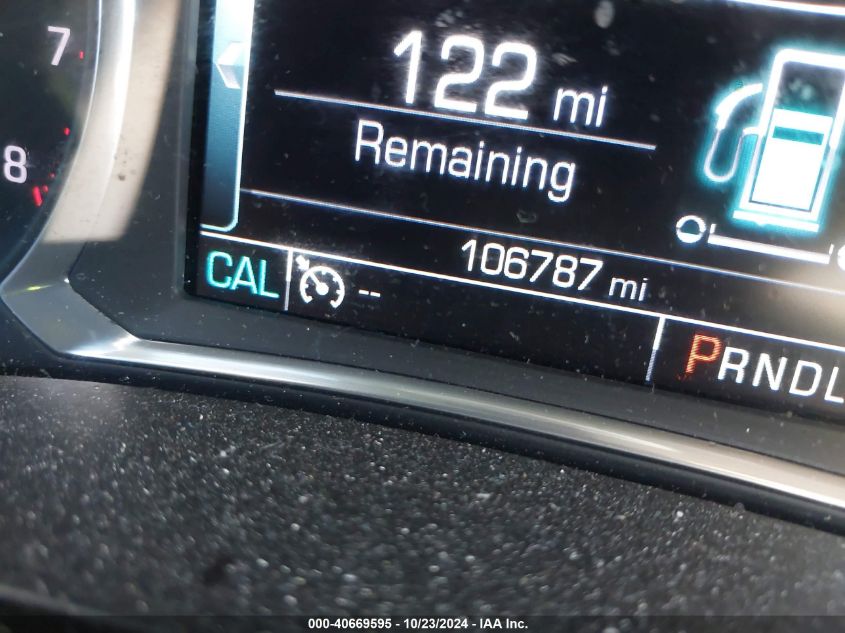 7
8
122 mi
Remaining
106787 mi
CAL
--
PRNDL
000-40669595 - 10/23/2024 - IAA Inc.